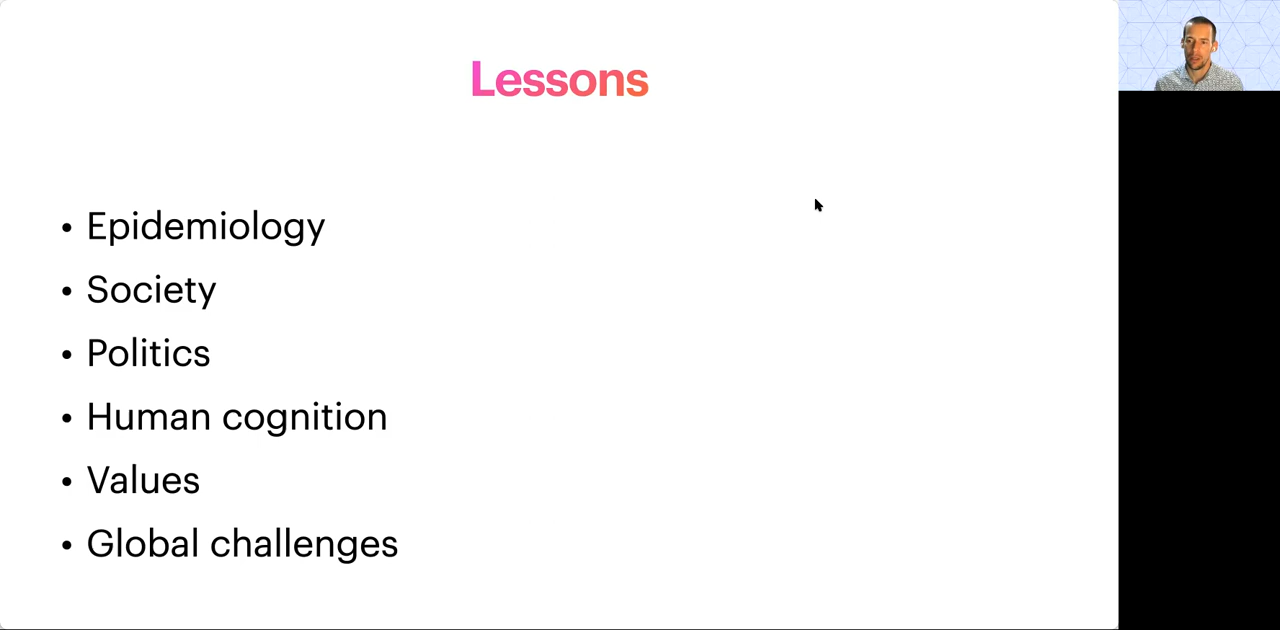 Lessons
• Epidemiology
• Society
• Politics
• Human cognition
• Values
• Global challenges